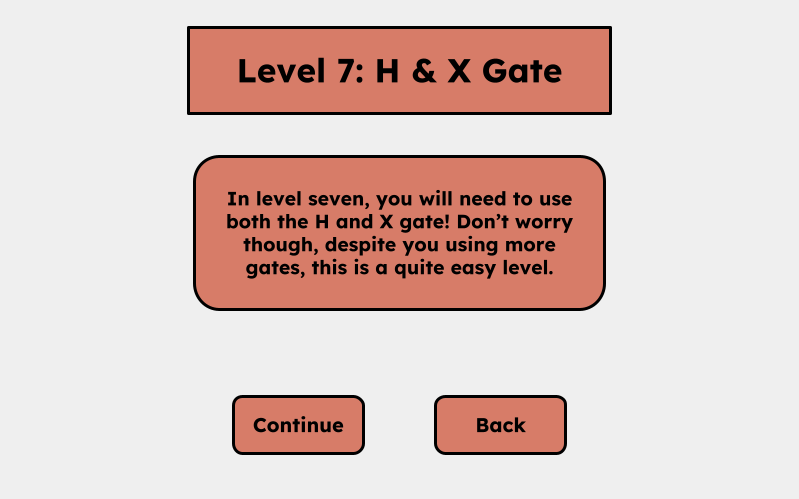 Level 7: H & X Gate
In level seven, you will need to use
both the H and X gate! Don’t worry
though, despite you using more
gates, this is a quite easy level.
Continue
Back